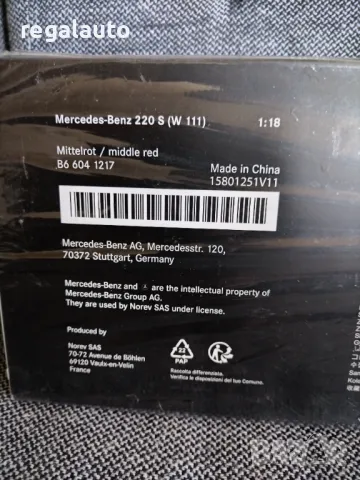 regalauto
Mercedes-Benz 220 S (W 111) 1:18
Mittelrot / middle red
B6 604 1217
Made in China
15801251V11
Mercedes-Benz AG, Mercedesstr. 120,
70372 Stuttgart, Germany
Mercedes-Benz and are the intellectual property of
Mercedes-Benz Group AG.
They are used by Norev SAS under license.
Produced by
Norev SAS
70-72 Avenue de Böhlen
69120 Vaulx-en-Velin
France
PAP
Raccolta differenziata.
Verifica le disposizioni del tuo Comune.